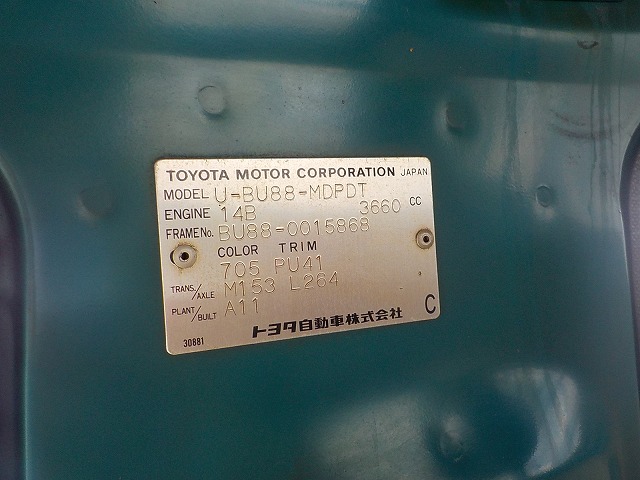 TOYOTA MOTOR CORPORATION JAPAN
MODEL U-BU88-MDPDT
ENGINE 14B 3660 CC
FRAME No. BU88-0015868
COLOR TRIM
705 PU41
TRANS./AXLE M153 L264
PLANT/BUILT A11
C
トヨタ自動車株式会社
30881